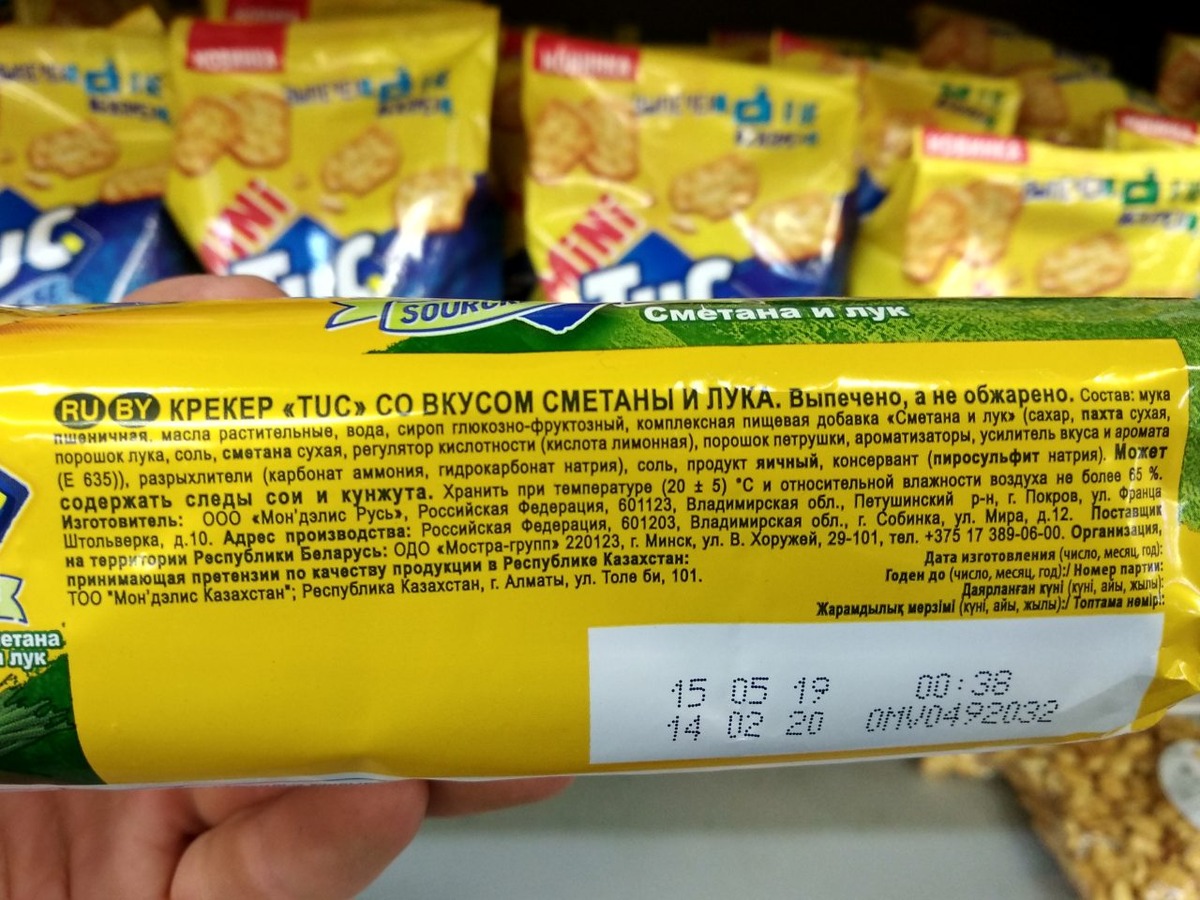 НОВИНКА
НОВИНКА
НОВИНКА
MiNi
MiNi
TUC
TUC
TUC
SOUR
Сметана и лук
RU BY КРЕКЕР «TUC» СО ВКУСОМ СМЕТАНЫ И ЛУКА. Выпечено, а не обжарено. Состав: мука
пшеничная, масла растительные, вода, сироп глюкозно-фруктозный, комплексная пищевая добавка «Сметана и лук» (сахар, пахта сухая,
порошок лука, соль, сметана сухая, регулятор кислотности (кислота лимонная), порошок петрушки, ароматизаторы, усилитель вкуса и аромата
(Е 635)), разрыхлители (карбонат аммония, гидрокарбонат натрия), соль, продукт яичный, консервант (пиросульфит натрия). Может
содержать следы сои и кунжута. Хранить при температуре (20 ± 5) °С и относительной влажности воздуха не более 65 %.
Изготовитель: ООО «Мон'дэлис Русь», Российская Федерация, 601123, Владимирская обл., Петушинский р-н, г. Покров, ул. Франца
Штольверка, д.10. Адрес производства: Российская Федерация, 601203, Владимирская обл., г. Собинка, ул. Мира, д.12. Поставщик
на территории Республики Беларусь: ОДО «Мостра-групп» 220123, г. Минск, ул. В. Хоружей, 29-101, тел. +375 17 389-06-00. Организация,
принимающая претензии по качеству продукции в Республике Казахстан:
ТОО "Мон'дэлис Казахстан"; Республика Казахстан, г. Алматы, ул. Толе би, 101.
Дата изготовления (число, месяц, год):
Годен до (число, месяц, год):/ Номер партии:
Даярланған күні (күні, айы, жылы):
Жарамдылық мерзімі (күні, айы, жылы):/ Топтама нөмірі:
етана
и лук
15 05 19 00:38
14 02 20 OMV0492032